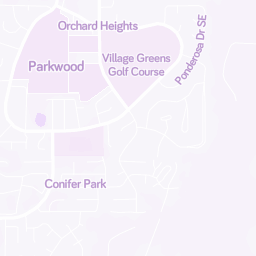 Orchard Heights
Village Greens
Golf Course
Parkwood
Ponderosa Dr SE
Conifer Park